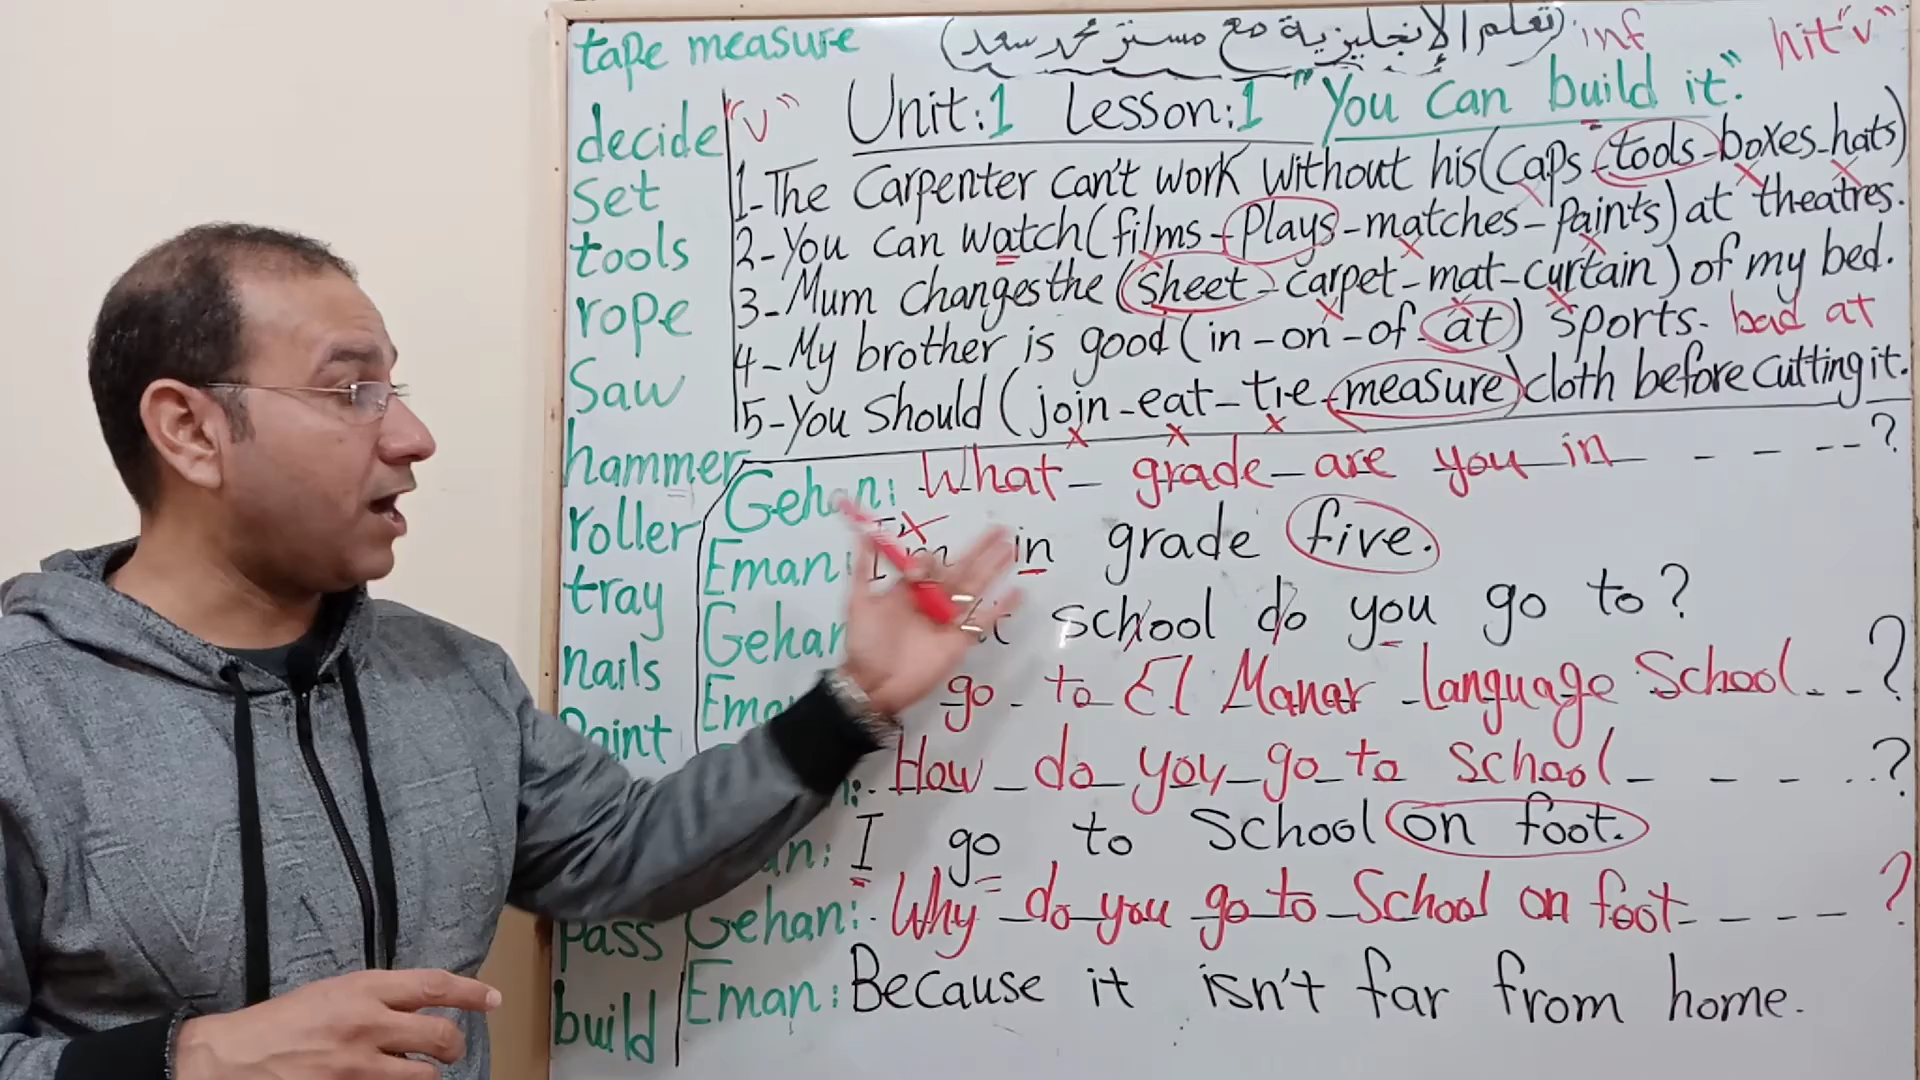 tape measure
(تعلم الإنجليزية مع مستر محمد سعد)
inf
hit "v"
decide "v"
set
tools
rope
saw
hammer
roller
tray
nails
Paint
pass
build
Unit:1 Lesson:1 "You can build it."
1-The Carpenter can't work without his (caps - tools - boxes - hats)
2-You can watch (films - plays - matches - paints) at theatres.
3-Mum changes the (sheet - carpet - mat - curtain) of my bed.
4-My brother is good (in - on - of - at) sports. bad at
5-You should (join - eat - tie - measure) cloth before cutting it.
Gehan: What grade are you in ?
Eman: I'm in grade five.
Gehan school do you go to?
Eman go to El Manar language School ?
How do you go to School ?
I go to School on foot.
Gehan: Why do you go to School on foot ?
Eman: Because it isn't far from home.